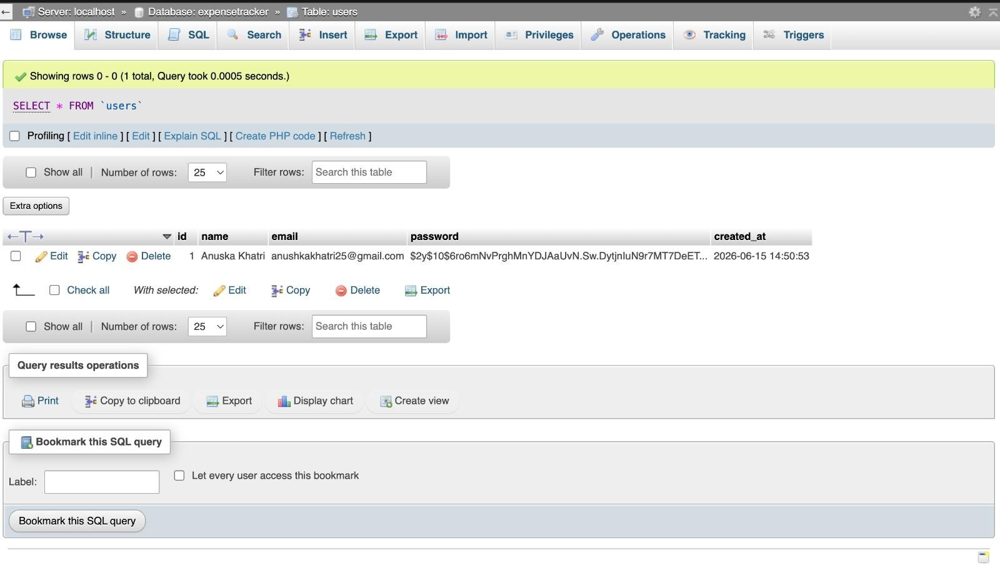 Server: localhost » Database: expensetracker » Table: users
Browse Structure SQL Search Insert Export Import Privileges Operations Tracking Triggers
Showing rows 0 - 0 (1 total, Query took 0.0005 seconds.)
SELECT * FROM `users`
Profiling [ Edit inline ] [ Edit ] [ Explain SQL ] [ Create PHP code ] [ Refresh ]
Show all | Number of rows: 25 Filter rows: Search this table
Extra options
←T→ id name email password created_at
Edit Copy Delete 1 Anuska Khatri anushkakhatri25@gmail.com $2y$10$6ro6mNvPrghMnYDJAaUvN.Sw.DytjnIuN9r7MT7DeET... 2026-06-15 14:50:53
Check all With selected: Edit Copy Delete Export
Show all | Number of rows: 25 Filter rows: Search this table
Query results operations
Print Copy to clipboard Export Display chart Create view
Bookmark this SQL query
Label: Let every user access this bookmark
Bookmark this SQL query